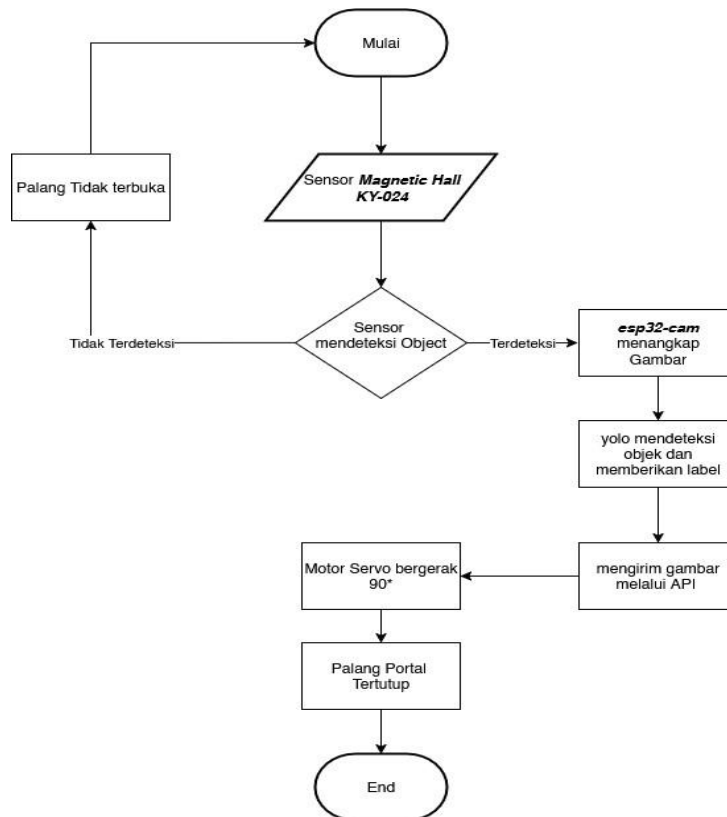 Mulai
Palang Tidak terbuka
Sensor Magnetic Hall
KY-024
Sensor
mendeteksi Object
Tidak Terdeteksi
Terdeteksi
esp32-cam
menangkap
Gambar
yolo mendeteksi
objek dan
memberikan label
mengirim gambar
melalui API
Motor Servo bergerak
90*
Palang Portal
Tertutup
End